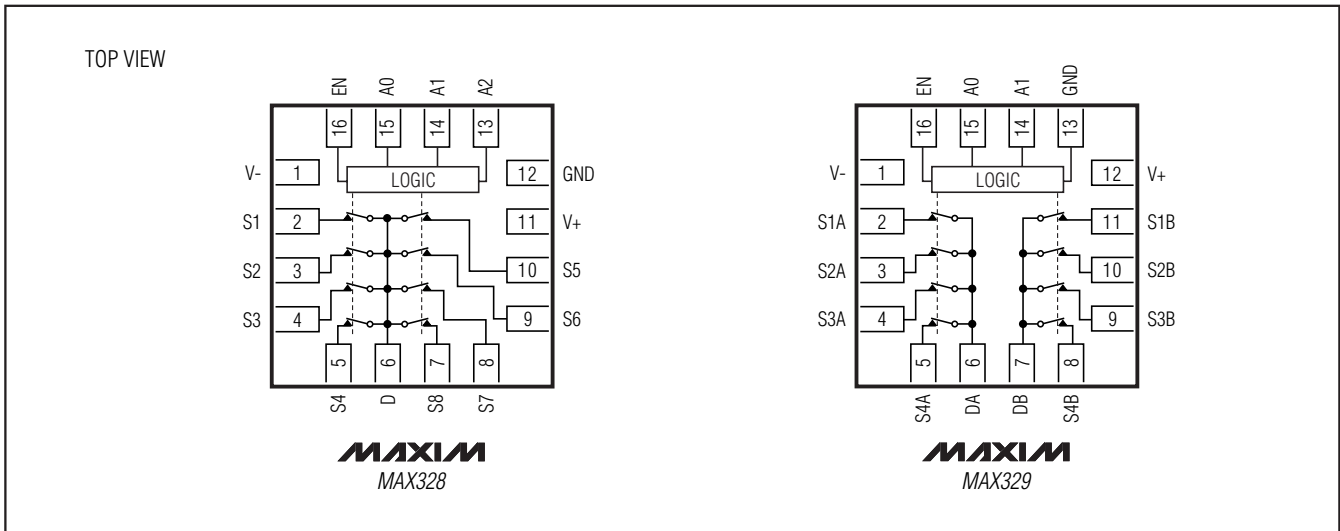 TOP VIEW
EN A0 A1 A2
16 15 14 13
V- 1 LOGIC 12 GND
S1 2 11 V+
S2 3 10 S5
S3 4 9 S6
5 6 7 8
S4 D S8 S7
MAXIM
MAX328
EN A0 A1 GND
16 15 14 13
V- 1 LOGIC 12 V+
S1A 2 11 S1B
S2A 3 10 S2B
S3A 4 9 S3B
5 6 7 8
S4A DA DB S4B
MAXIM
MAX329